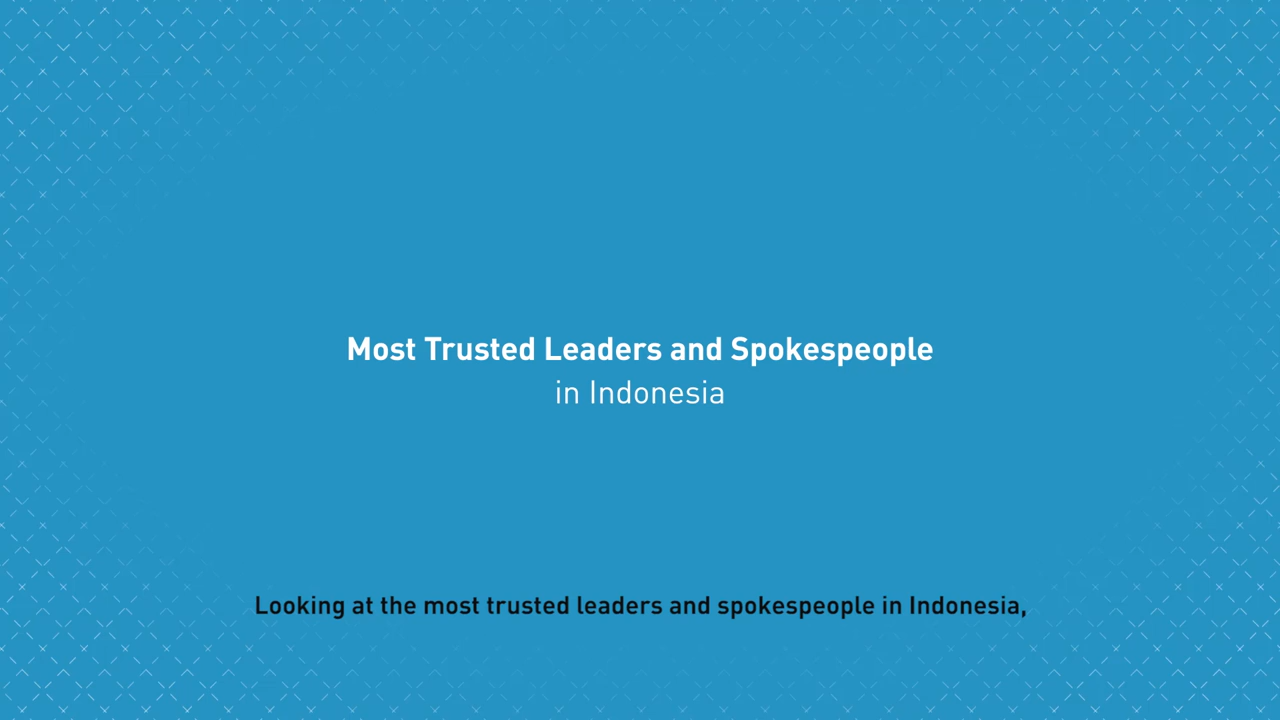 Most Trusted Leaders and Spokespeople
in Indonesia
Looking at the most trusted leaders and spokespeople in Indonesia,